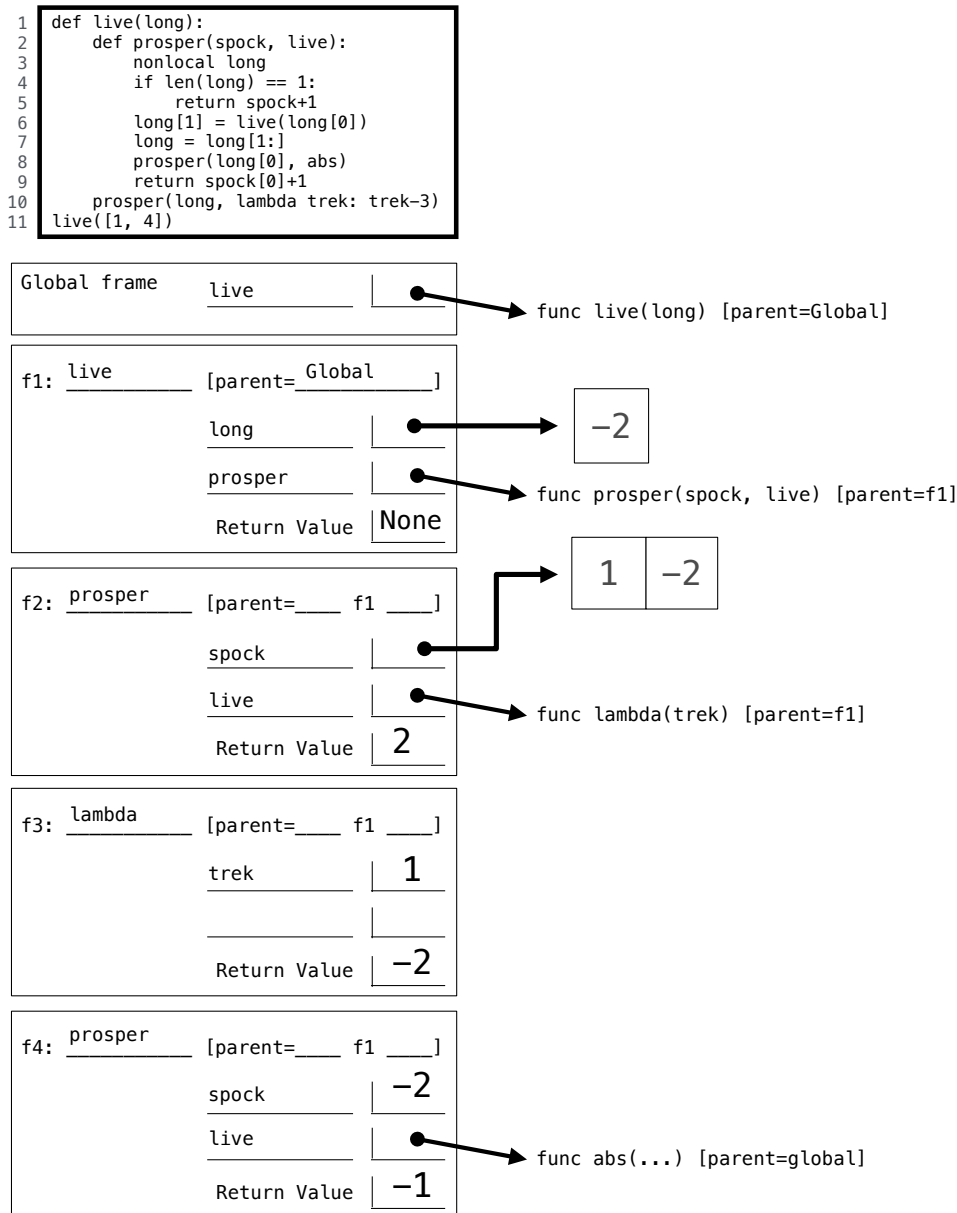 1 def live(long):
2     def prosper(spock, live):
3         nonlocal long
4         if len(long) == 1:
5             return spock+1
6         long[1] = live(long[0])
7         long = long[1:]
8         prosper(long[0], abs)
9         return spock[0]+1
10     prosper(long, lambda trek: trek-3)
11 live([1, 4])
Global frame live
func live(long) [parent=Global]
f1: live [parent=Global]
long
−2
prosper
func prosper(spock, live) [parent=f1]
Return Value None
1 −2
f2: prosper [parent=____ f1 ____]
spock
live
func lambda(trek) [parent=f1]
Return Value 2
f3: lambda [parent=____ f1 ____]
trek 1
Return Value −2
f4: prosper [parent=____ f1 ____]
spock −2
live
func abs(...) [parent=global]
Return Value −1